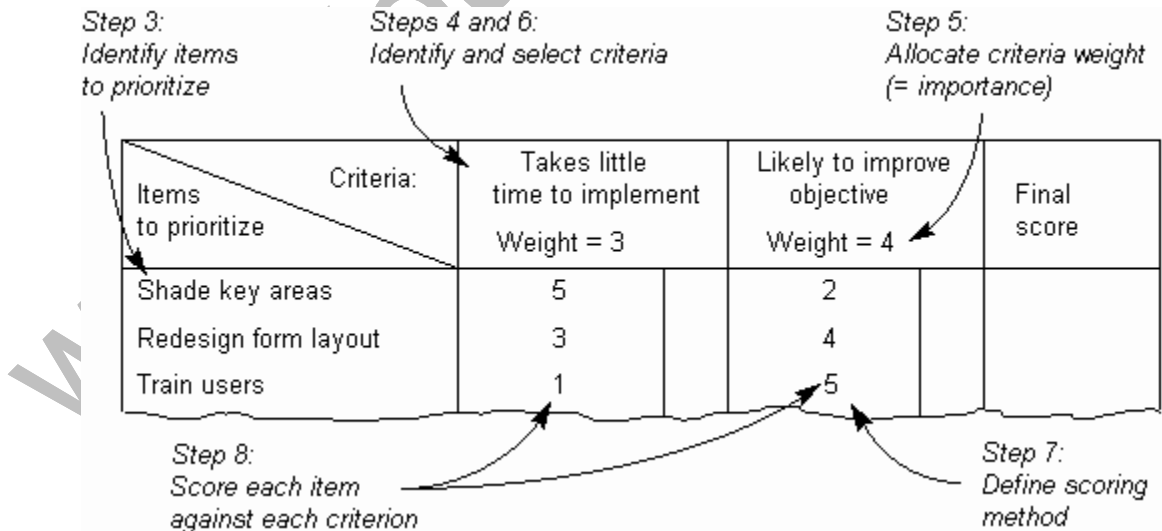 Step 3:
Identify items
to prioritize
Steps 4 and 6:
Identify and select criteria
Step 5:
Allocate criteria weight
(= importance)
Criteria:
Items
to prioritize
Takes little
time to implement
Weight = 3
Likely to improve
objective
Weight = 4
Final
score
Shade key areas 5 2
Redesign form layout 3 4
Train users 1 5
Step 8:
Score each item
against each criterion
Step 7:
Define scoring
method